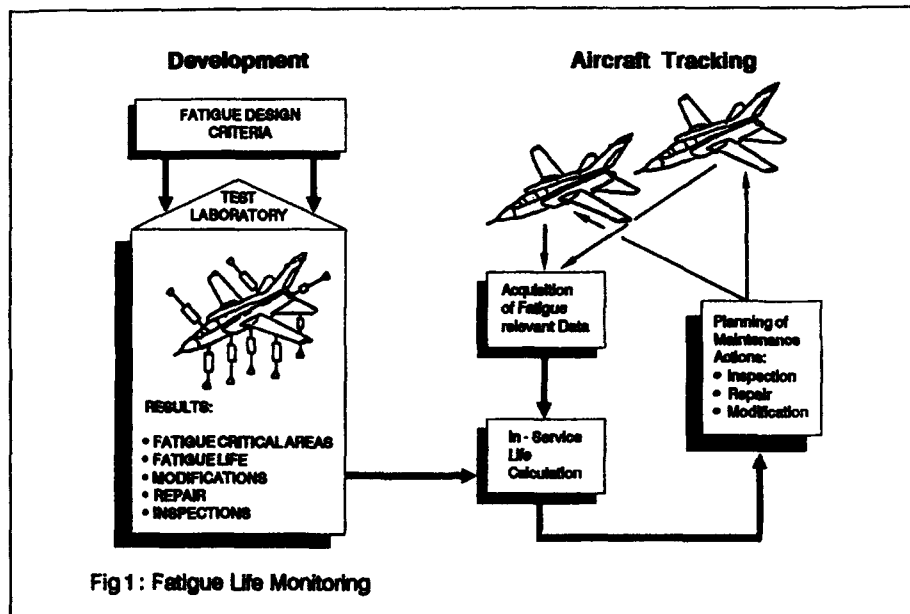 Development
FATIGUE DESIGN
CRITERIA
TEST
LABORATORY
RESULTS:
• FATIGUE CRITICAL AREAS
• FATIGUE LIFE
• MODIFICATIONS
• REPAIR
• INSPECTIONS
Aircraft Tracking
Acquisition
of Fatigue
relevant Data
In - Service
Life
Calculation
Planning of
Maintenance
Actions:
• Inspection
• Repair
• Modification
Fig 1 : Fatigue Life Monitoring